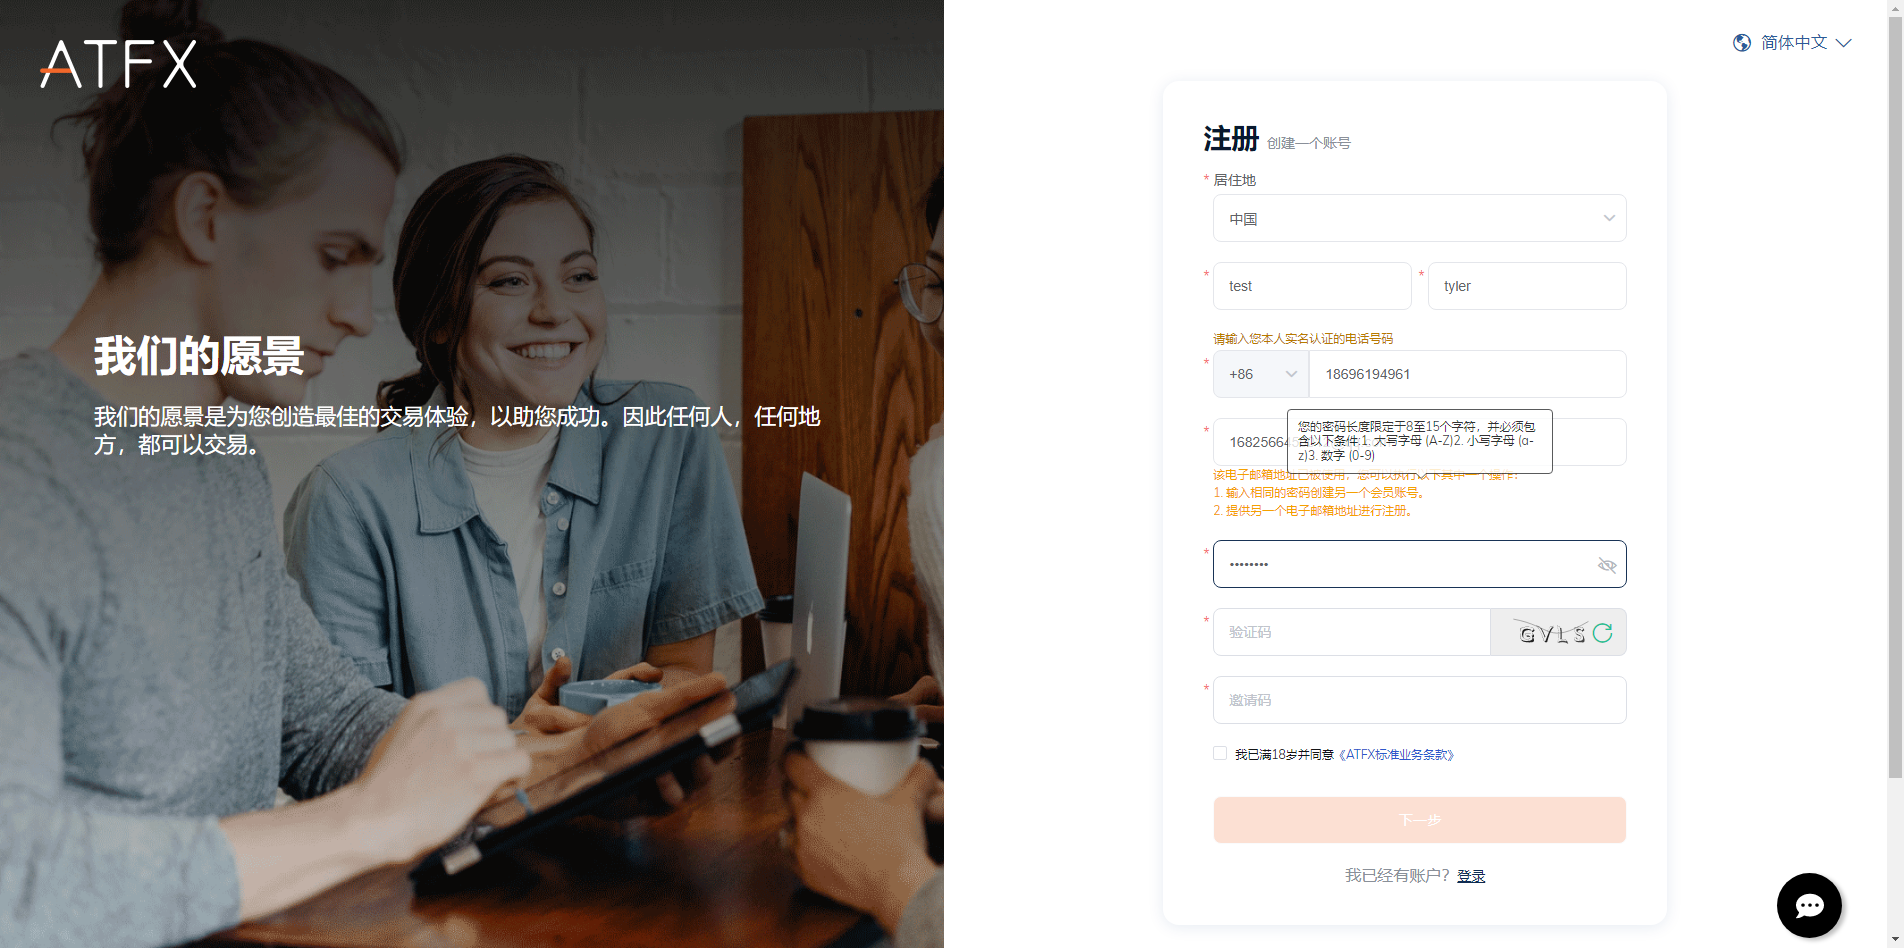 ATFX
我们的愿景
我们的愿景是为您创造最佳的交易体验，以助您成功。因此任何人，任何地
方，都可以交易。
简体中文
注册 创建一个账号
* 居住地
中国
* test
* tyler
请输入您本人实名认证的电话号码
* +86 18696194961
您的密码长度限定于8至15个字符，并必须包
含以下条件:1. 大写字母 (A-Z)2. 小写字母 (a-
z)3. 数字 (0-9)
* 16825664
该电子邮箱地址已被使用，您可以执行以下其中一个操作:
1. 输入相同的密码创建另一个会员账号。
2. 提供另一个电子邮箱地址进行注册。
* ••••••••
* 验证码 GVLS
* 邀请码
我已满18岁并同意《ATFX标准业务条款》
下一步
我已经有账户？登录